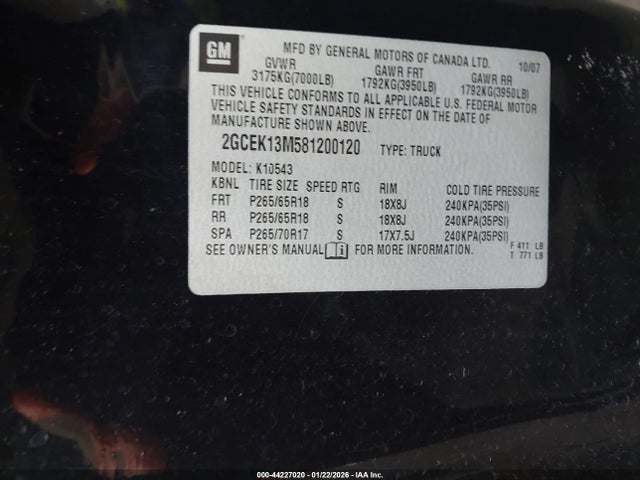 GM
MFD BY GENERAL MOTORS OF CANADA LTD.
10/07
GVWR GAWR FRT GAWR RR
3175KG(7000LB) 1792KG(3950LB) 1792KG(3950LB)
THIS VEHICLE CONFORMS TO ALL APPLICABLE U.S. FEDERAL MOTOR
VEHICLE SAFETY STANDARDS IN EFFECT ON THE DATE OF
MANUFACTURE SHOWN ABOVE.
2GCEK13M581200120 TYPE: TRUCK
MODEL: K10543
KBNL TIRE SIZE SPEED RTG RIM COLD TIRE PRESSURE
FRT P265/65R18 S 18X8J 240KPA(35PSI)
RR P265/65R18 S 18X8J 240KPA(35PSI)
SPA P265/70R17 S 17X7.5J 240KPA(35PSI)
SEE OWNER'S MANUAL i FOR MORE INFORMATION.
F 411 LB
T 771 LB
000-44227020 - 01/22/2026 - IAA Inc.